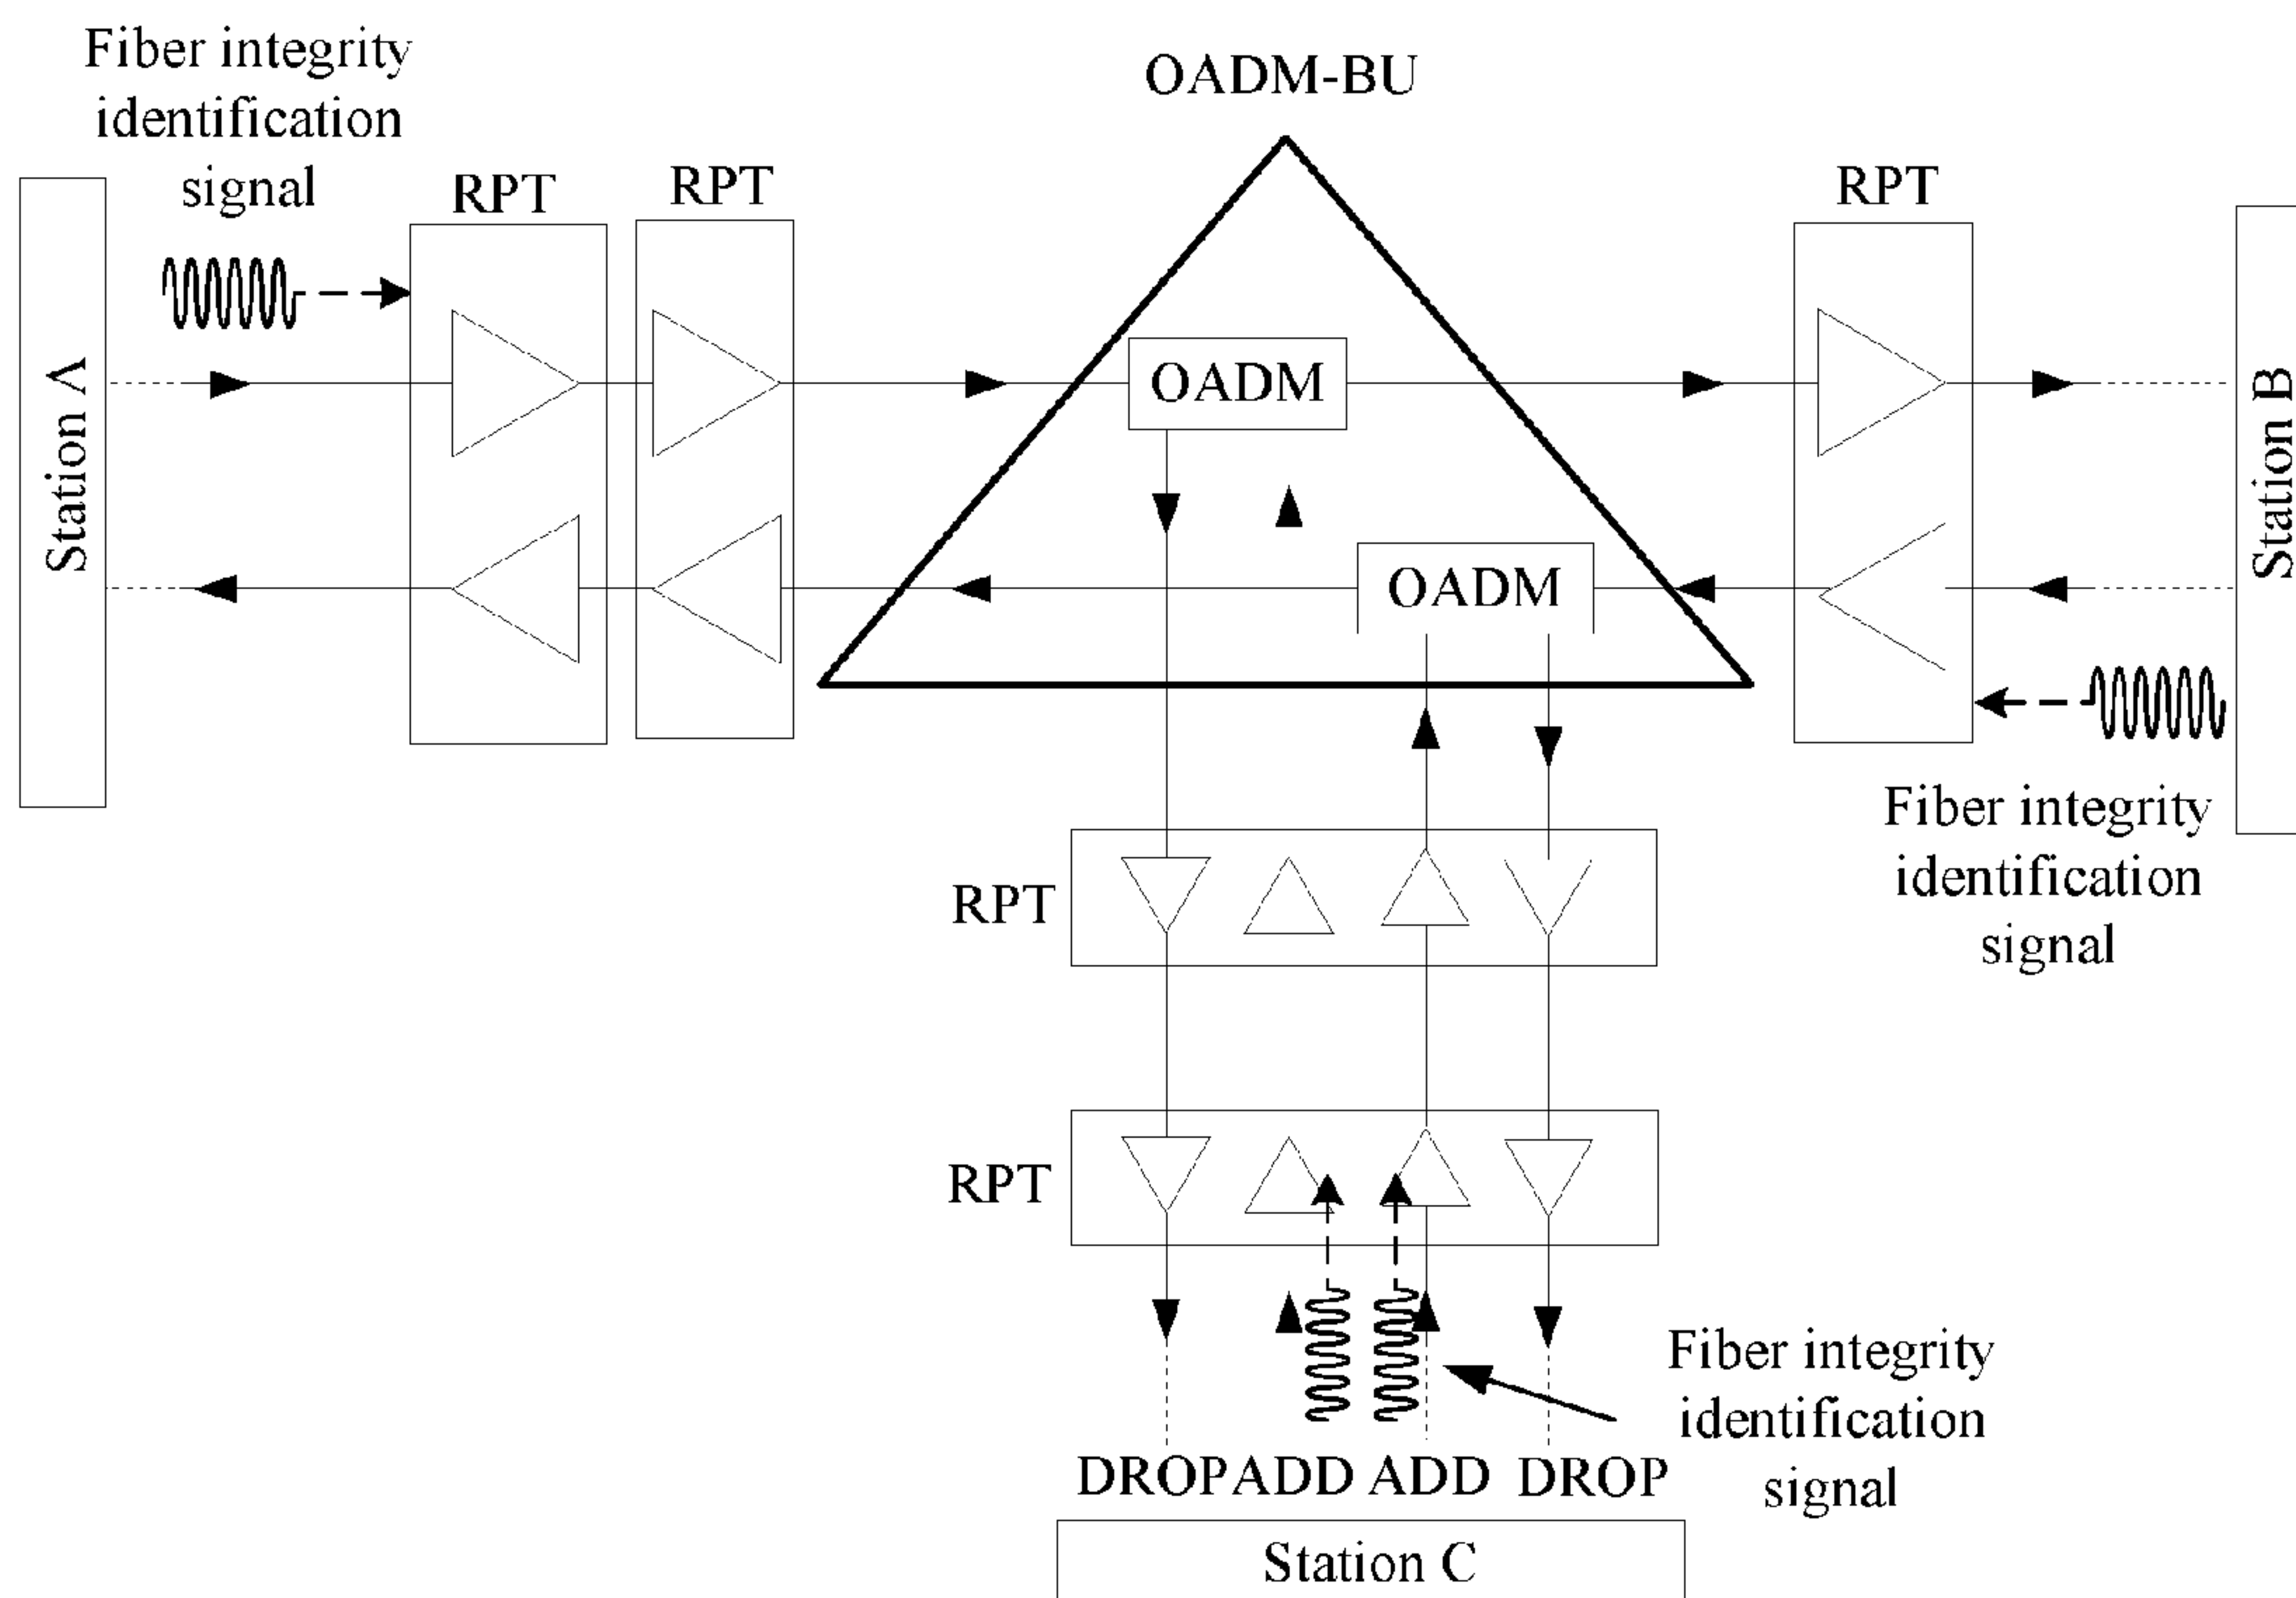 Fiber integrity
identification
signal
OADM-BU
RPT
RPT
RPT
Station A
OADM
OADM
Station B
Fiber integrity
identification
signal
RPT
RPT
Fiber integrity
identification
signal
DROP ADD ADD DROP
Station C